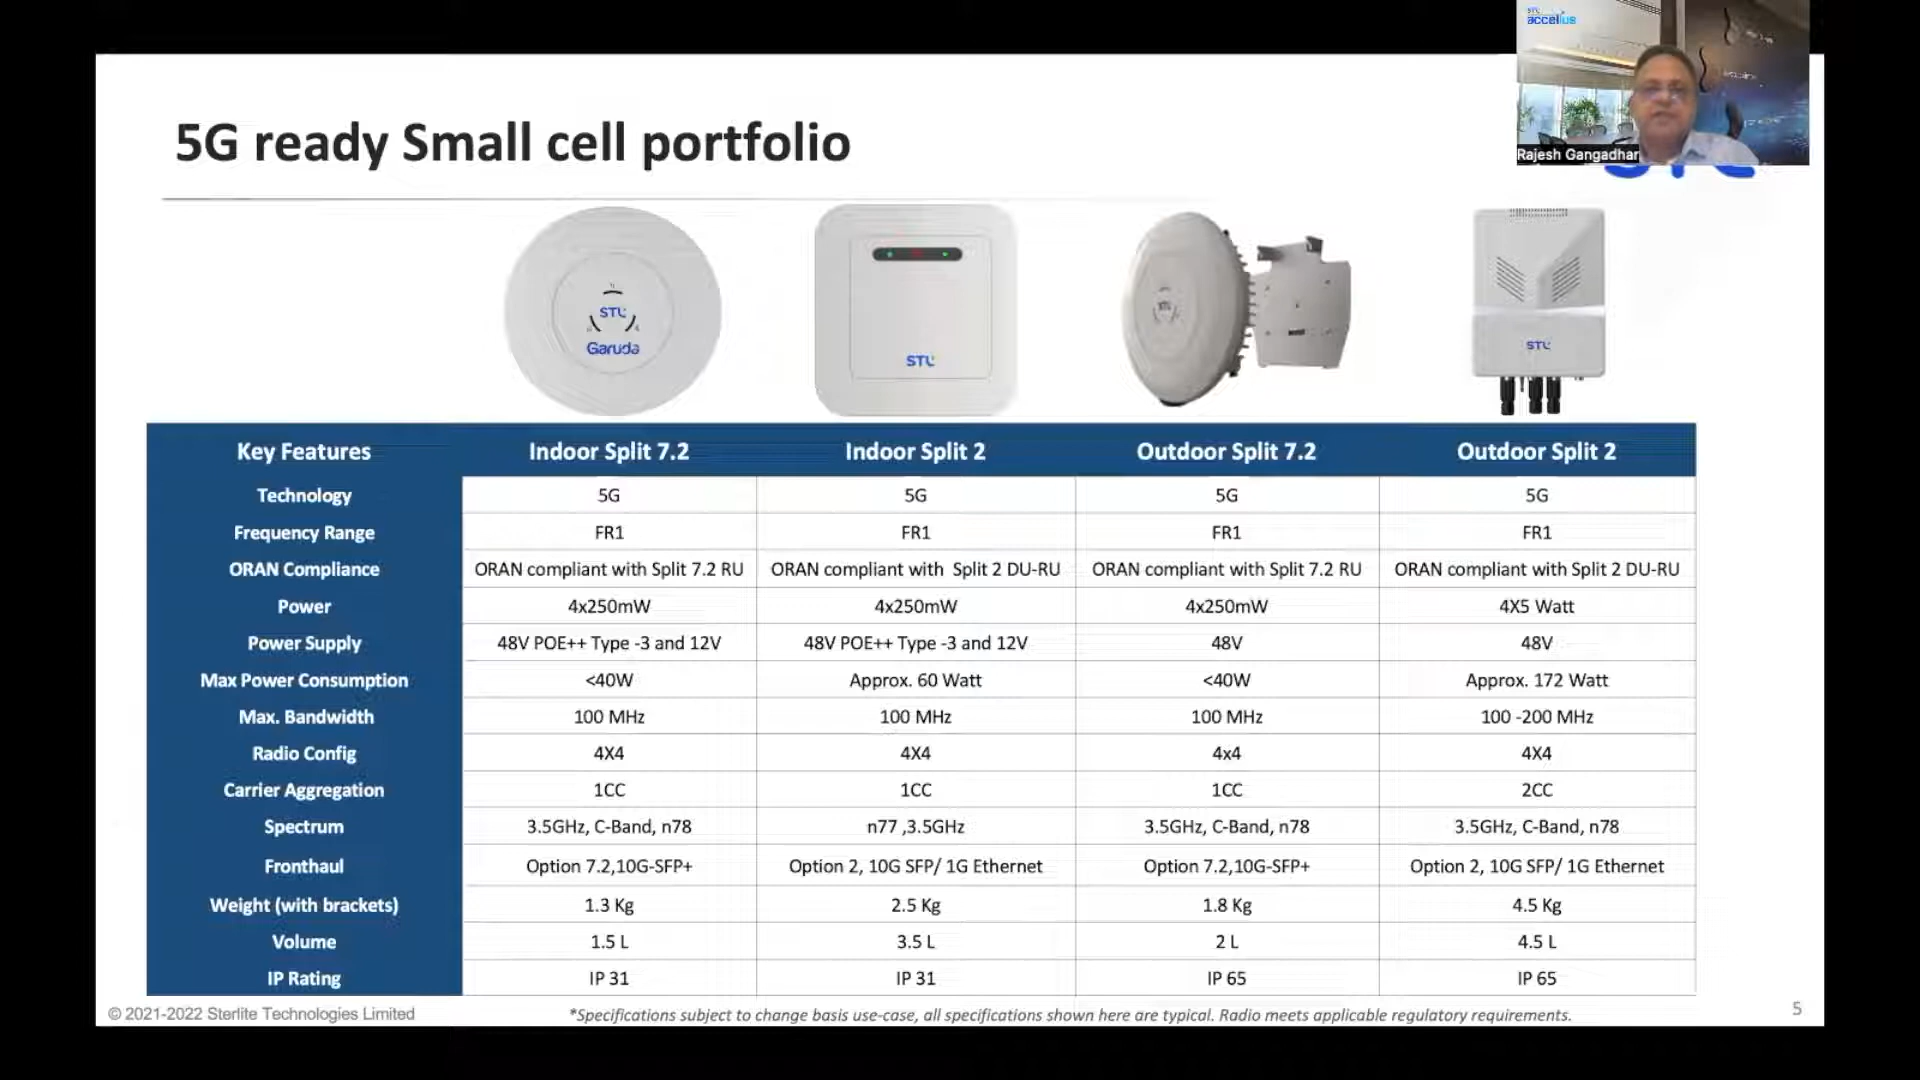 STL
accellus
Rajesh Gangadhar
5G ready Small cell portfolio
STL
Garuda
STL
STL
STL
Key Features Indoor Split 7.2 Indoor Split 2 Outdoor Split 7.2 Outdoor Split 2
Technology 5G 5G 5G 5G
Frequency Range FR1 FR1 FR1 FR1
ORAN Compliance ORAN compliant with Split 7.2 RU ORAN compliant with Split 2 DU-RU ORAN compliant with Split 7.2 RU ORAN compliant with Split 2 DU-RU
Power 4x250mW 4x250mW 4x250mW 4X5 Watt
Power Supply 48V POE++ Type -3 and 12V 48V POE++ Type -3 and 12V 48V 48V
Max Power Consumption <40W Approx. 60 Watt <40W Approx. 172 Watt
Max. Bandwidth 100 MHz 100 MHz 100 MHz 100 -200 MHz
Radio Config 4X4 4X4 4x4 4X4
Carrier Aggregation 1CC 1CC 1CC 2CC
Spectrum 3.5GHz, C-Band, n78 n77 ,3.5GHz 3.5GHz, C-Band, n78 3.5GHz, C-Band, n78
Fronthaul Option 7.2,10G-SFP+ Option 2, 10G SFP/ 1G Ethernet Option 7.2,10G-SFP+ Option 2, 10G SFP/ 1G Ethernet
Weight (with brackets) 1.3 Kg 2.5 Kg 1.8 Kg 4.5 Kg
Volume 1.5 L 3.5 L 2 L 4.5 L
IP Rating IP 31 IP 31 IP 65 IP 65
© 2021-2022 Sterlite Technologies Limited
*Specifications subject to change basis use-case, all specifications shown here are typical. Radio meets applicable regulatory requirements.
5